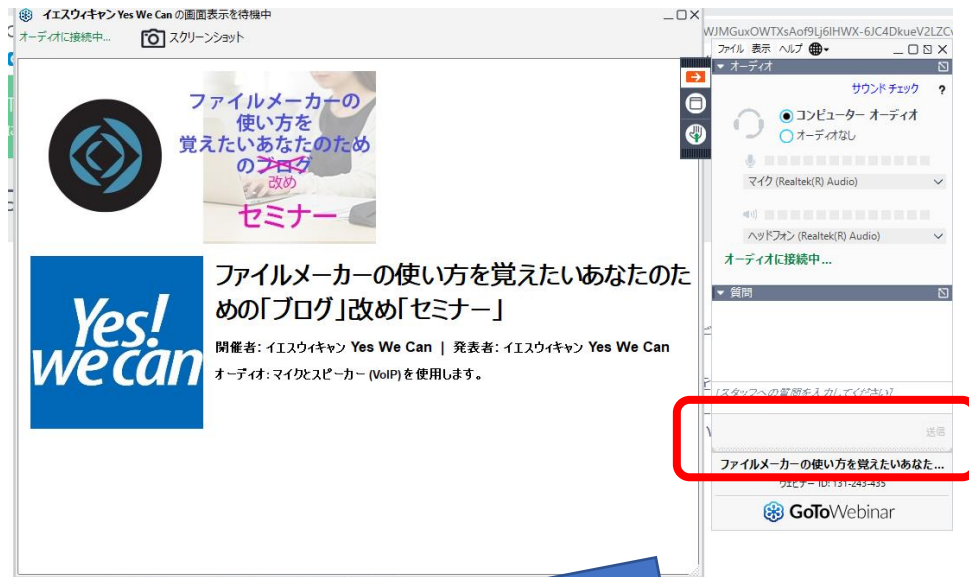 イエスウィキャン Yes We Can の画面表示を待機中
オーディオに接続中...
スクリーンショット
ファイルメーカーの
使い方を
覚えたいあなたのため
のブログ
改め
セミナー
Yes!
we can
ファイルメーカーの使い方を覚えたいあなたのた
めの「ブログ」改め「セミナー」
開催者: イエスウィキャン Yes We Can | 発表者: イエスウィキャン Yes We Can
オーディオ: マイクとスピーカー (VoIP) を使用します。
WJMGuxOWTXsAof9Lj6IHWX-6JC4DkueV2LZC
ファイル 表示 ヘルプ
オーディオ
サウンド チェック ?
コンピューター オーディオ
オーディオなし
マイク (Realtek(R) Audio)
ヘッドフォン (Realtek(R) Audio)
オーディオに接続中...
質問
[スタッフへの質問を入力してください]
送信
ファイルメーカーの使い方を覚えたいあなた...
ウェビナー ID: 131-243-435
GoToWebinar